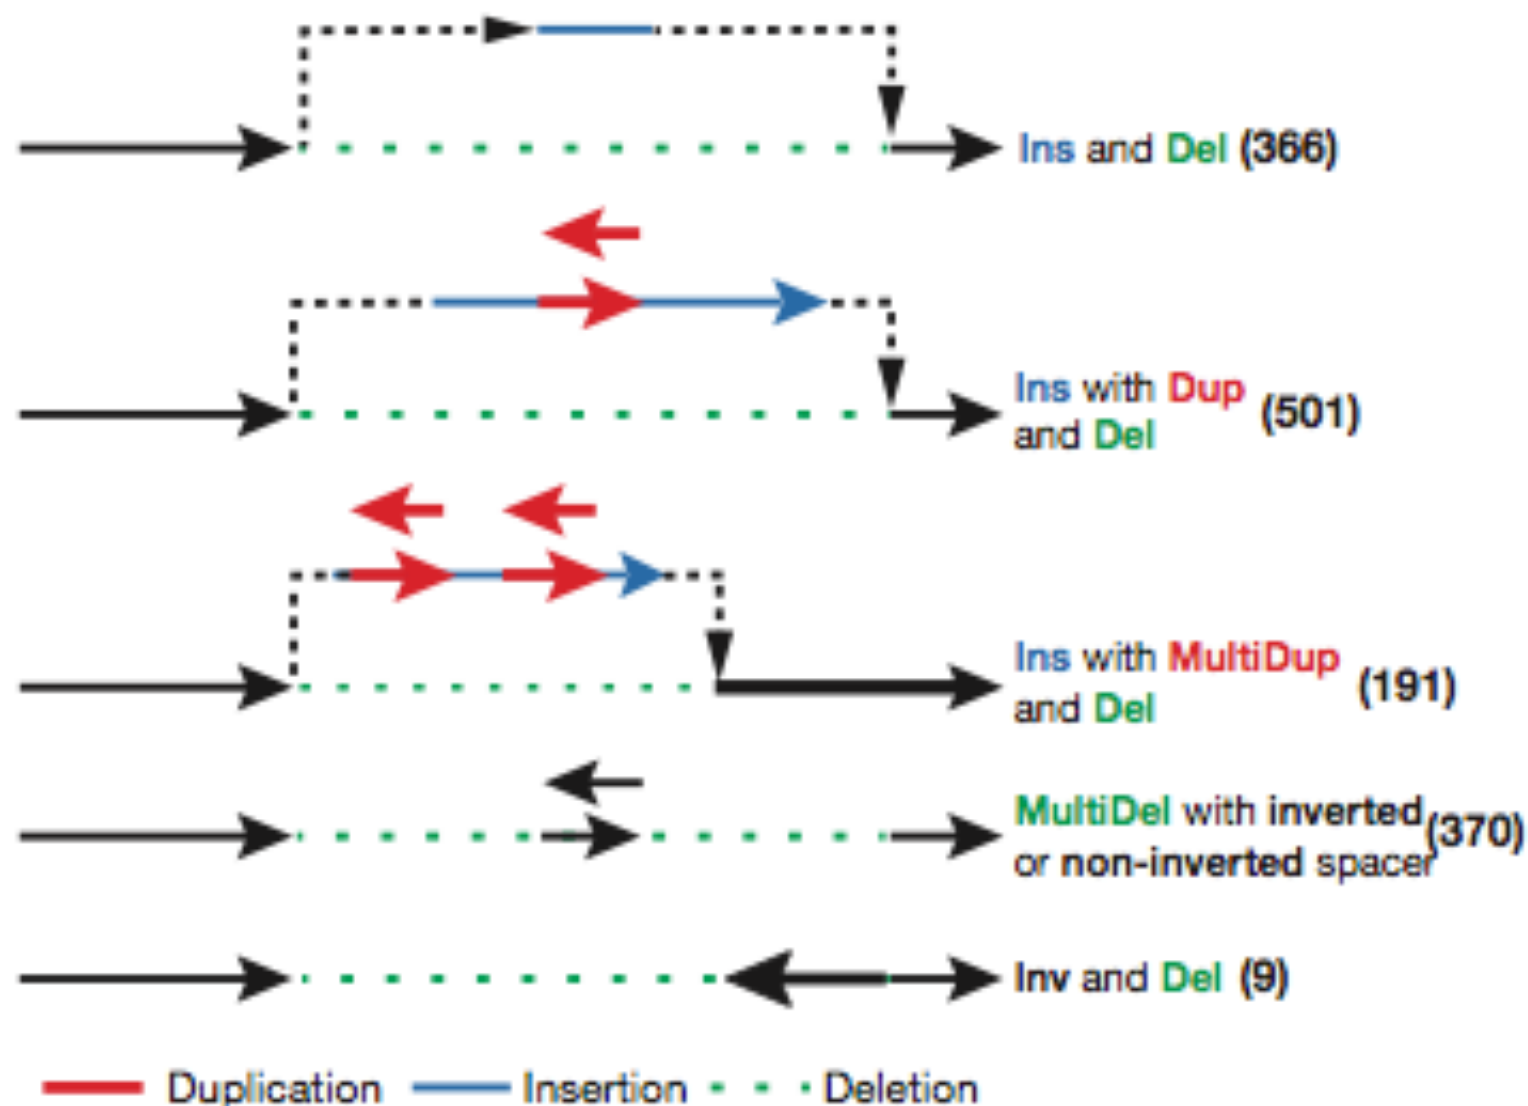 Ins and Del (366)
Ins with Dup
and Del (501)
Ins with MultiDup
and Del (191)
MultiDel with inverted
or non-inverted spacer (370)
Inv and Del (9)
Duplication Insertion Deletion